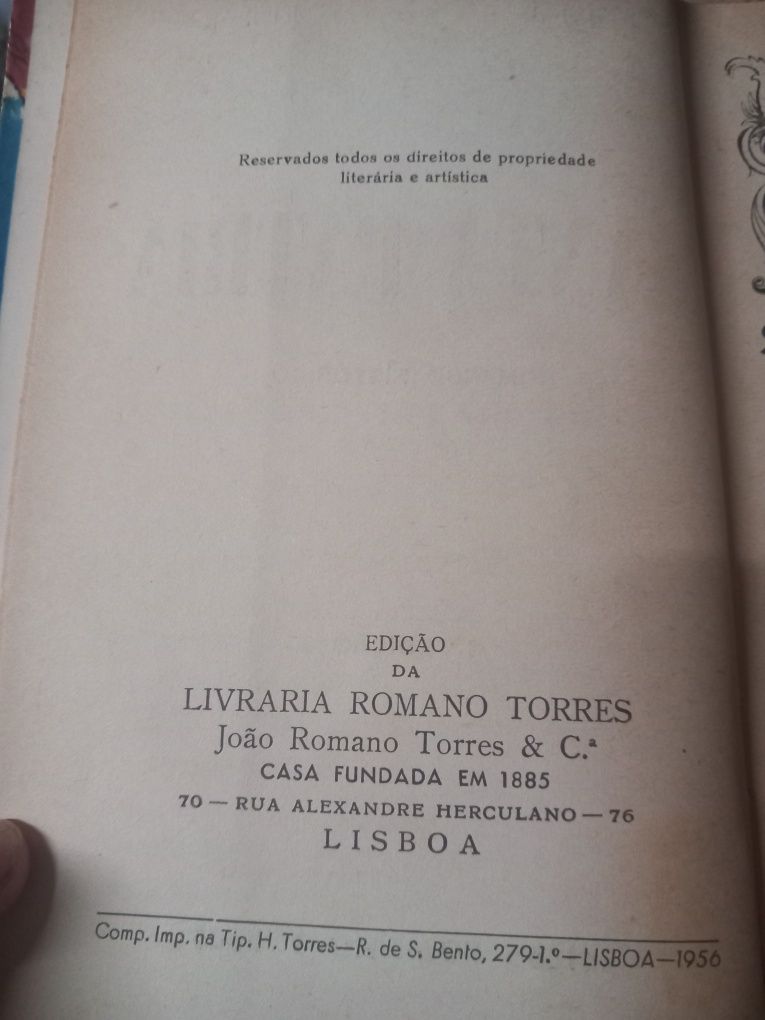 Reservados todos os direitos de propriedade
literária e artística
EDIÇÃO
DA
LIVRARIA ROMANO TORRES
João Romano Torres & C.ª
CASA FUNDADA EM 1885
70 — RUA ALEXANDRE HERCULANO — 76
LISBOA
Comp. Imp. na Tip. H. Torres—R. de S. Bento, 279-1.º—LISBOA—1956